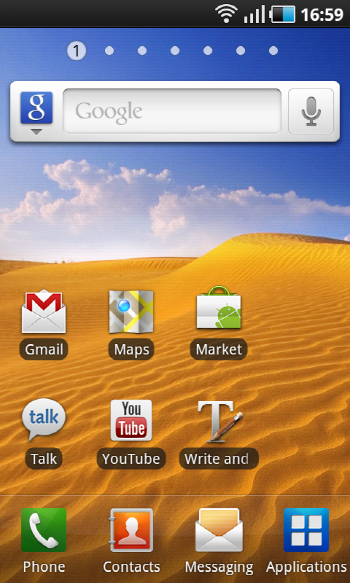 16:59
1
g Google
Gmail Maps Market
talk You Tube T
Talk YouTube Write and
Phone Contacts Messaging Applications